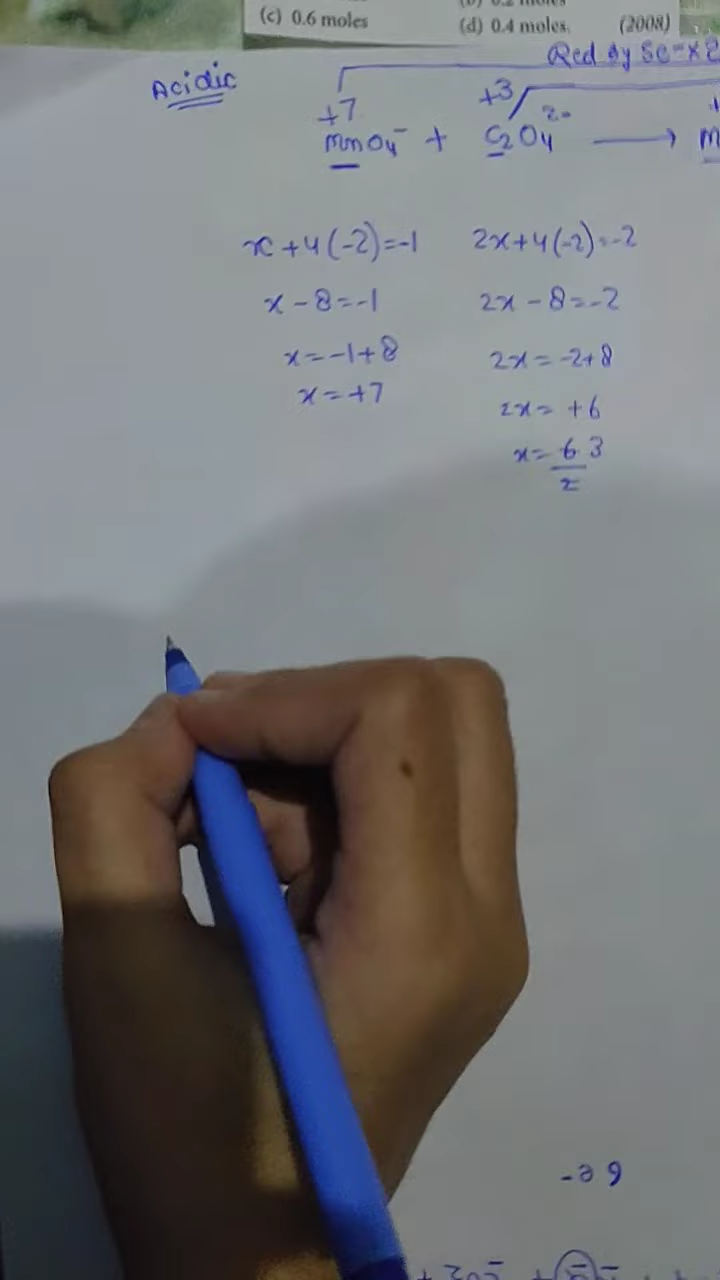 (c) 0.6 moles
(d) 0.4 moles. (2008)
Acidic
+7 +3
MnO4⁻ + C2O4²⁻ ⟶
x+4(-2)=-1 2x+4(-2)=-2
x-8=-1 2x-8=-2
x=-1+8 2x=-2+8
x=+7 2x=+6
x=6/2 3